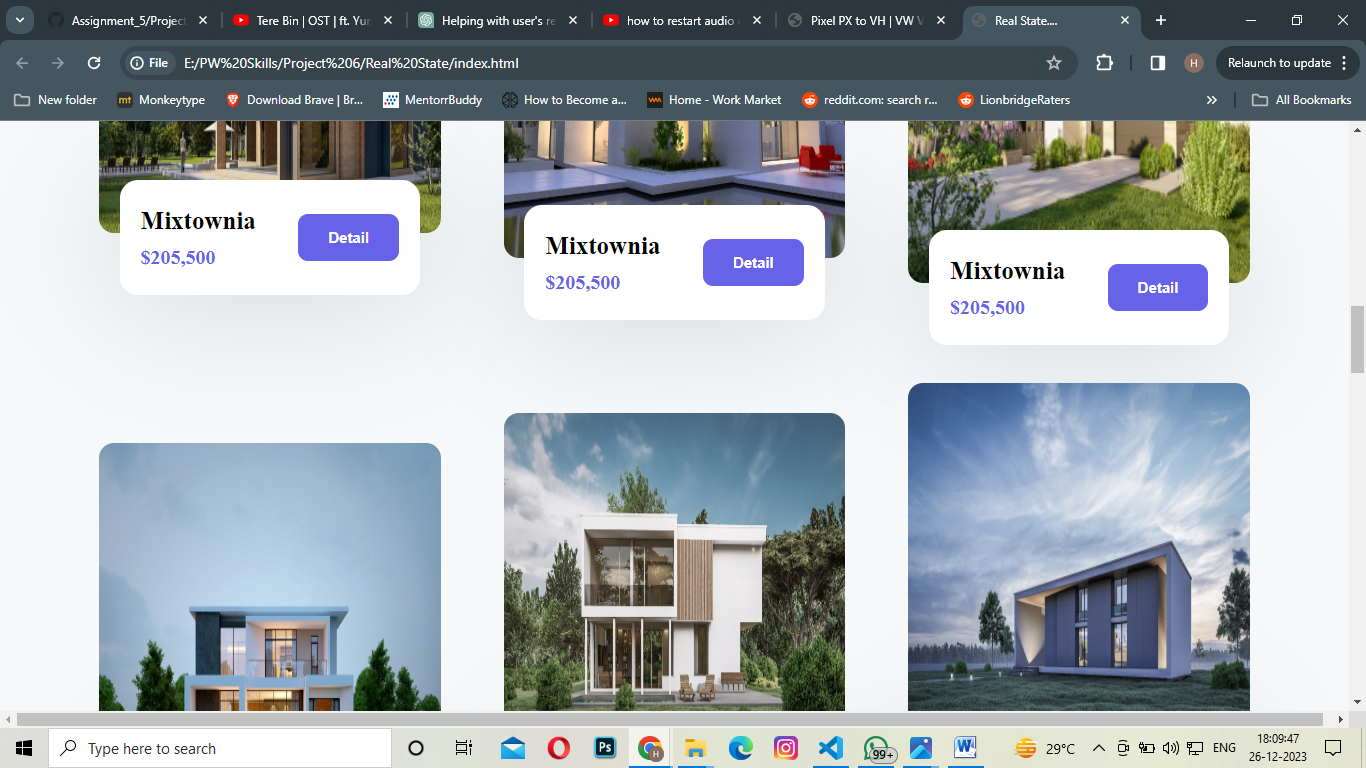 Assignment_5/Project
Tere Bin | OST | ft. Yum
Helping with user's re
how to restart audio
Pixel PX to VH | VW V
Real State....
File
E:/PW%20Skills/Project%206/Real%20State/index.html
H
Relaunch to update
New folder
mt
Monkeytype
Download Brave | Br...
MentorrBuddy
How to Become a...
Home - Work Market
reddit.com: search r...
LionbridgeRaters
All Bookmarks
Mixtownia
$205,500
Detail
Mixtownia
$205,500
Detail
Mixtownia
$205,500
Detail
Type here to search
Ps
H
99+
W
29°C
ENG
18:09:47
26-12-2023